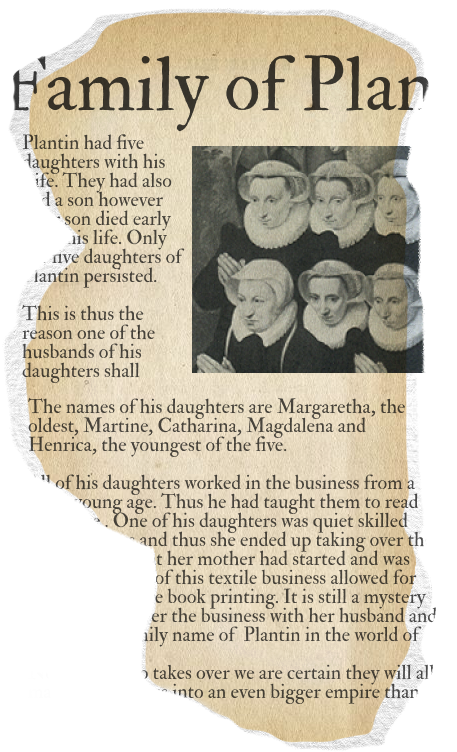 Family of Plan
Plantin had five
daughters with his
life. They had also
a son however
son died early
his life. Only
five daughters of
Plantin persisted.
This is thus the
reason one of the
husbands of his
daughters shall
The names of his daughters are Margaretha, the
oldest, Martine, Catharina, Magdalena and
Henrica, the youngest of the five.
All of his daughters worked in the business from a
young age. Thus he had taught them to read
. One of his daughters was quiet skilled
and thus she ended up taking over th
her mother had started and was
of this textile business allowed for
book printing. It is still a mystery
the business with her husband and
name of Plantin in the world of
takes over we are certain they will all
into an even bigger empire than